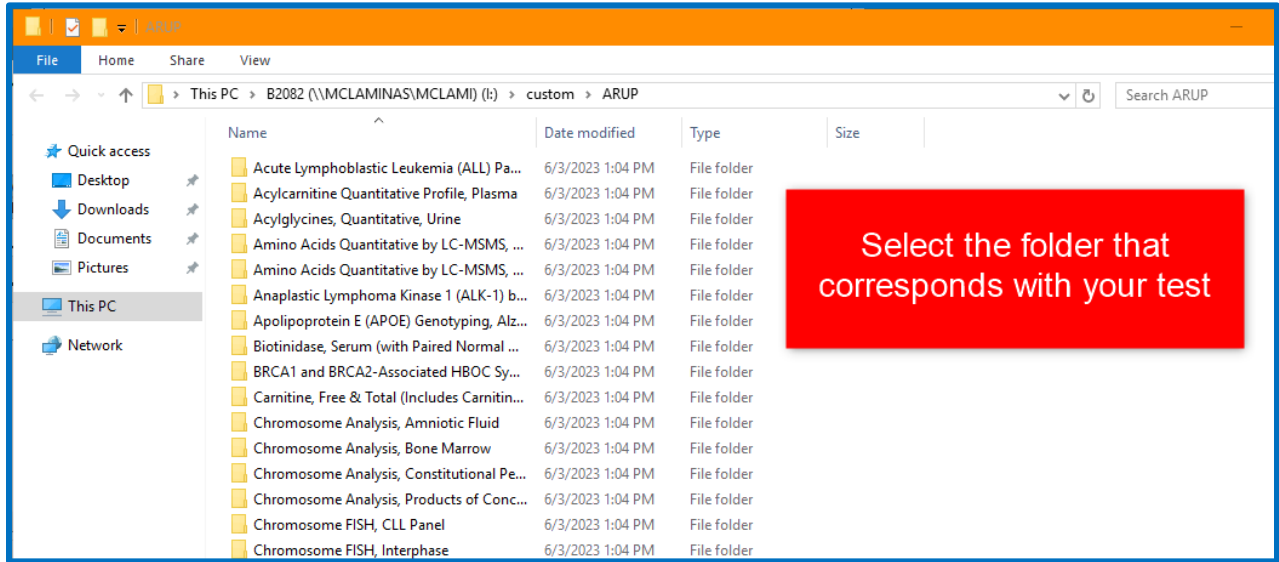 ARUP
File Home Share View
This PC > B2082 (\\MCLAMINAS\MCLAMI) (I:) > custom > ARUP
Search ARUP
Name Date modified Type Size
Quick access
Desktop
Downloads
Documents
Pictures
This PC
Network
Acute Lymphoblastic Leukemia (ALL) Pa... 6/3/2023 1:04 PM File folder
Acylcarnitine Quantitative Profile, Plasma 6/3/2023 1:04 PM File folder
Acylglycines, Quantitative, Urine 6/3/2023 1:04 PM File folder
Amino Acids Quantitative by LC-MSMS, ... 6/3/2023 1:04 PM File folder
Amino Acids Quantitative by LC-MSMS, ... 6/3/2023 1:04 PM File folder
Anaplastic Lymphoma Kinase 1 (ALK-1) b... 6/3/2023 1:04 PM File folder
Apolipoprotein E (APOE) Genotyping, Alz... 6/3/2023 1:04 PM File folder
Biotinidase, Serum (with Paired Normal ... 6/3/2023 1:04 PM File folder
BRCA1 and BRCA2-Associated HBOC Sy... 6/3/2023 1:04 PM File folder
Carnitine, Free & Total (Includes Carnitin... 6/3/2023 1:04 PM File folder
Chromosome Analysis, Amniotic Fluid 6/3/2023 1:04 PM File folder
Chromosome Analysis, Bone Marrow 6/3/2023 1:04 PM File folder
Chromosome Analysis, Constitutional Pe... 6/3/2023 1:04 PM File folder
Chromosome Analysis, Products of Conc... 6/3/2023 1:04 PM File folder
Chromosome FISH, CLL Panel 6/3/2023 1:04 PM File folder
Chromosome FISH, Interphase 6/3/2023 1:04 PM File folder
Select the folder that
corresponds with your test